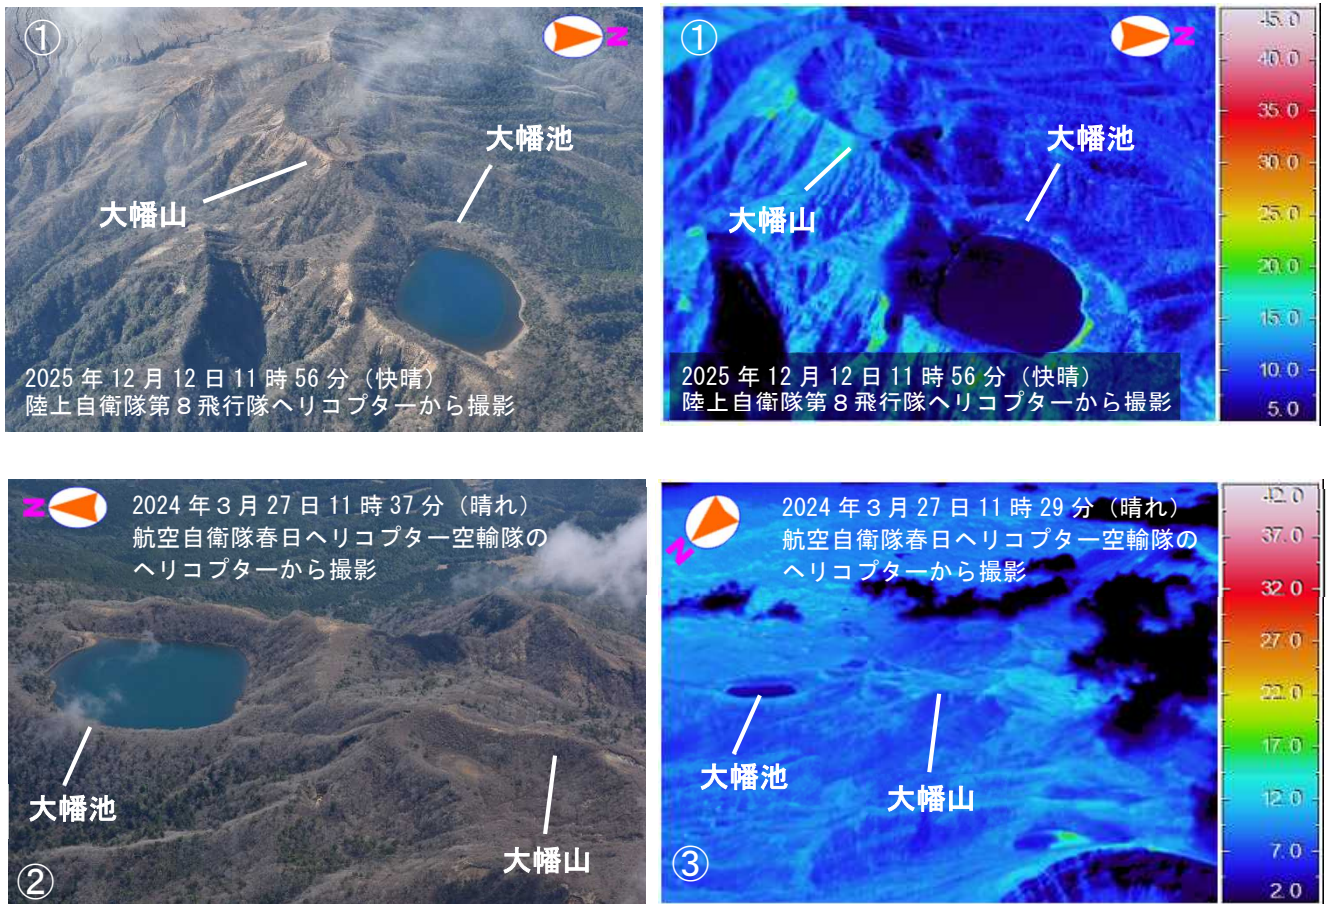 ①
N
大幡池
大幡山
2025年12月12日11時56分（快晴）
陸上自衛隊第８飛行隊ヘリコプターから撮影
①
N
大幡池
大幡山
2025年12月12日11時56分（快晴）
陸上自衛隊第８飛行隊ヘリコプターから撮影
45.0
40.0
35.0
30.0
25.0
20.0
15.0
10.0
5.0
N
2024年３月27日11時37分（晴れ）
航空自衛隊春日ヘリコプター空輸隊の
ヘリコプターから撮影
大幡池
大幡山
②
N
2024年３月27日11時29分（晴れ）
航空自衛隊春日ヘリコプター空輸隊の
ヘリコプターから撮影
大幡池
大幡山
③
42.0
37.0
32.0
27.0
22.0
17.0
12.0
7.0
2.0